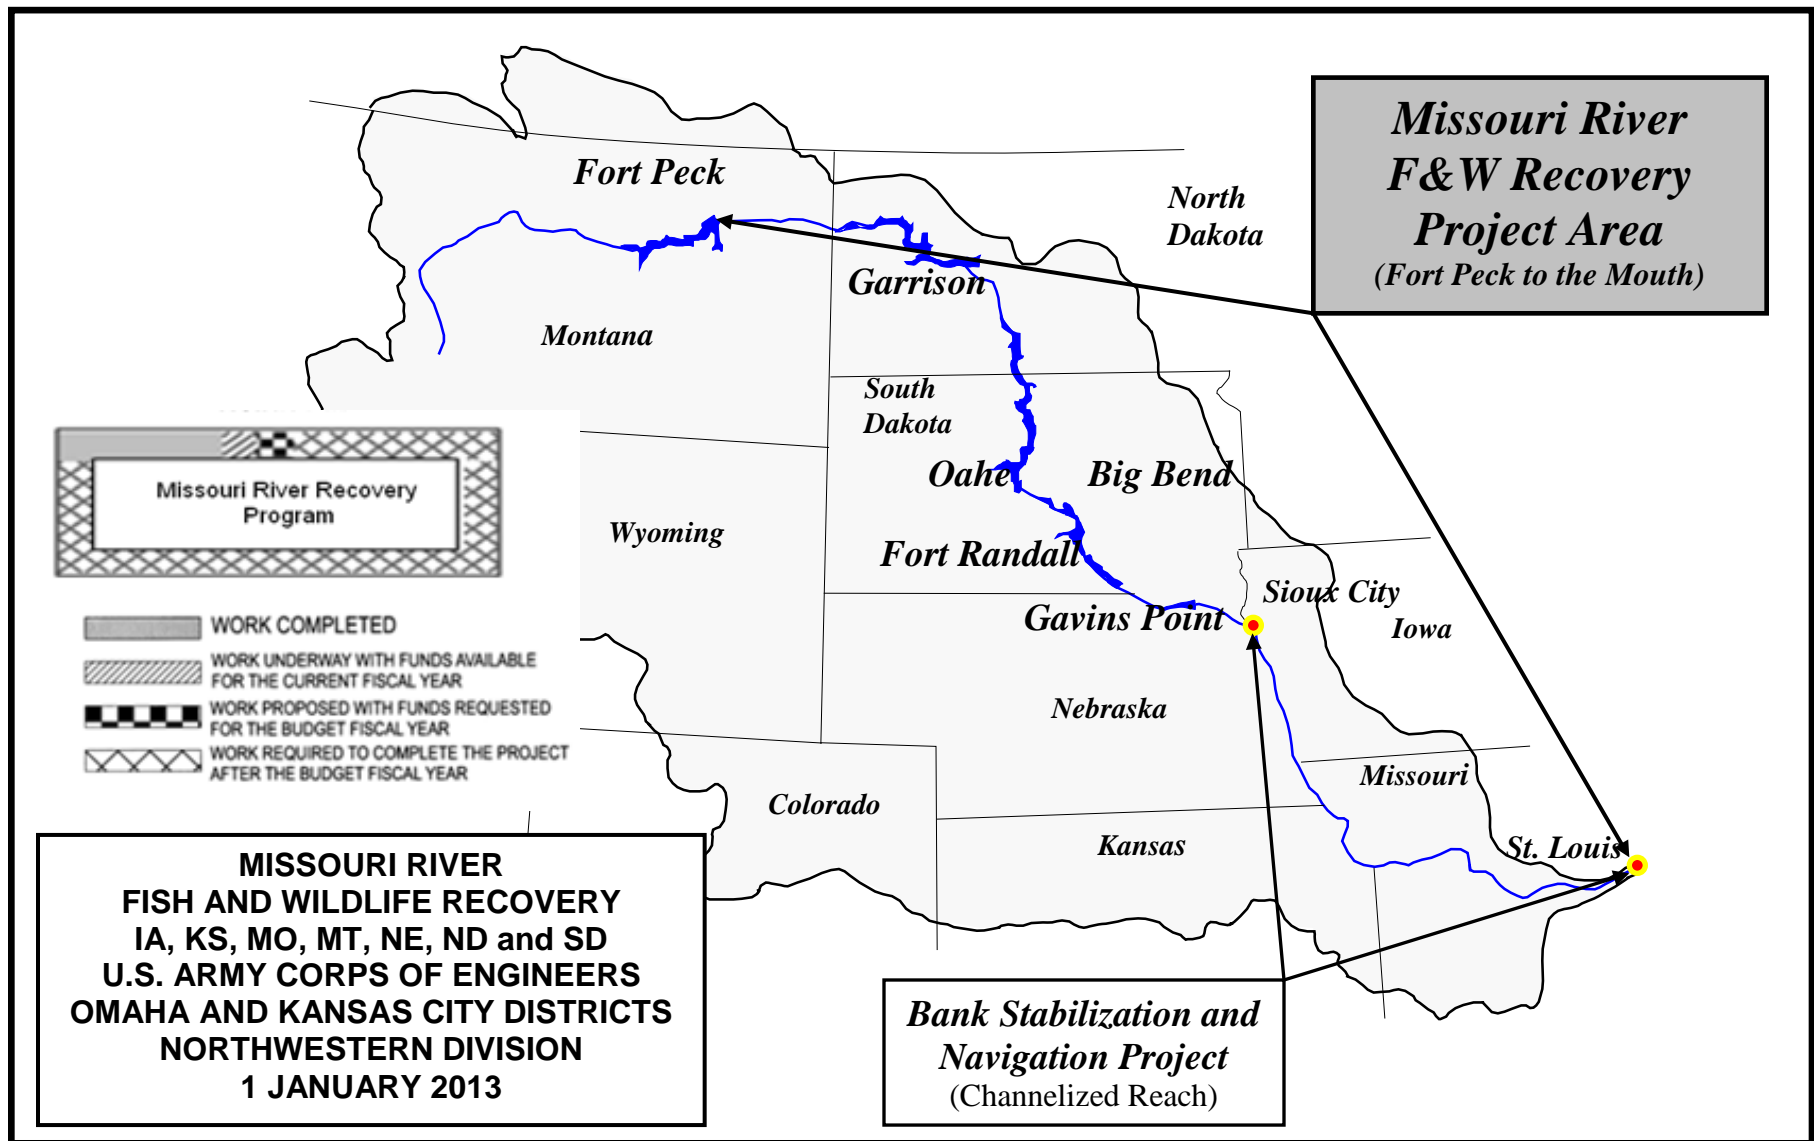 Missouri River
F&W Recovery
Project Area
(Fort Peck to the Mouth)
Fort Peck
North
Dakota
Garrison
Montana
South
Dakota
Oahe
Big Bend
Missouri River Recovery
Program
Wyoming
Fort Randall
Sioux City
Gavins Point
Iowa
WORK COMPLETED
WORK UNDERWAY WITH FUNDS AVAILABLE
FOR THE CURRENT FISCAL YEAR
WORK PROPOSED WITH FUNDS REQUESTED
FOR THE BUDGET FISCAL YEAR
WORK REQUIRED TO COMPLETE THE PROJECT
AFTER THE BUDGET FISCAL YEAR
Nebraska
Missouri
Colorado
Kansas
St. Louis
MISSOURI RIVER
FISH AND WILDLIFE RECOVERY
IA, KS, MO, MT, NE, ND and SD
U.S. ARMY CORPS OF ENGINEERS
OMAHA AND KANSAS CITY DISTRICTS
NORTHWESTERN DIVISION
1 JANUARY 2013
Bank Stabilization and
Navigation Project
(Channelized Reach)